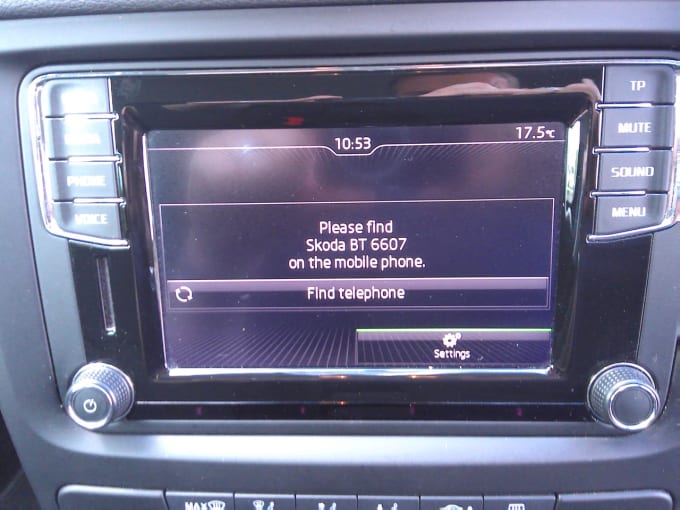 TP
MUTE
PHONE
SOUND
VOICE
MENU
10:53
17.5°C
Please find
Skoda BT 6607
on the mobile phone.
Find telephone
Settings
MAX
A